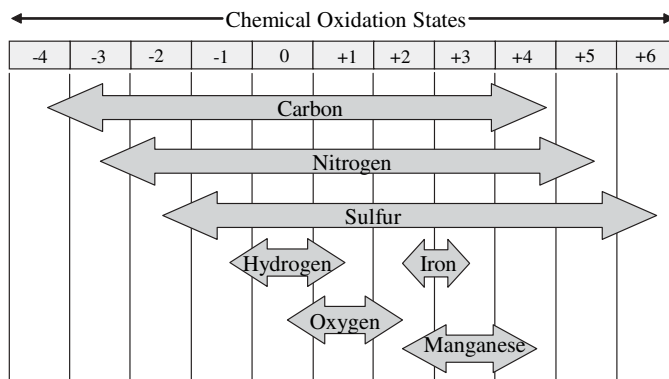 Chemical Oxidation States
-4 -3 -2 -1 0 +1 +2 +3 +4 +5 +6
Carbon
Nitrogen
Sulfur
Hydrogen Iron
Oxygen
Manganese